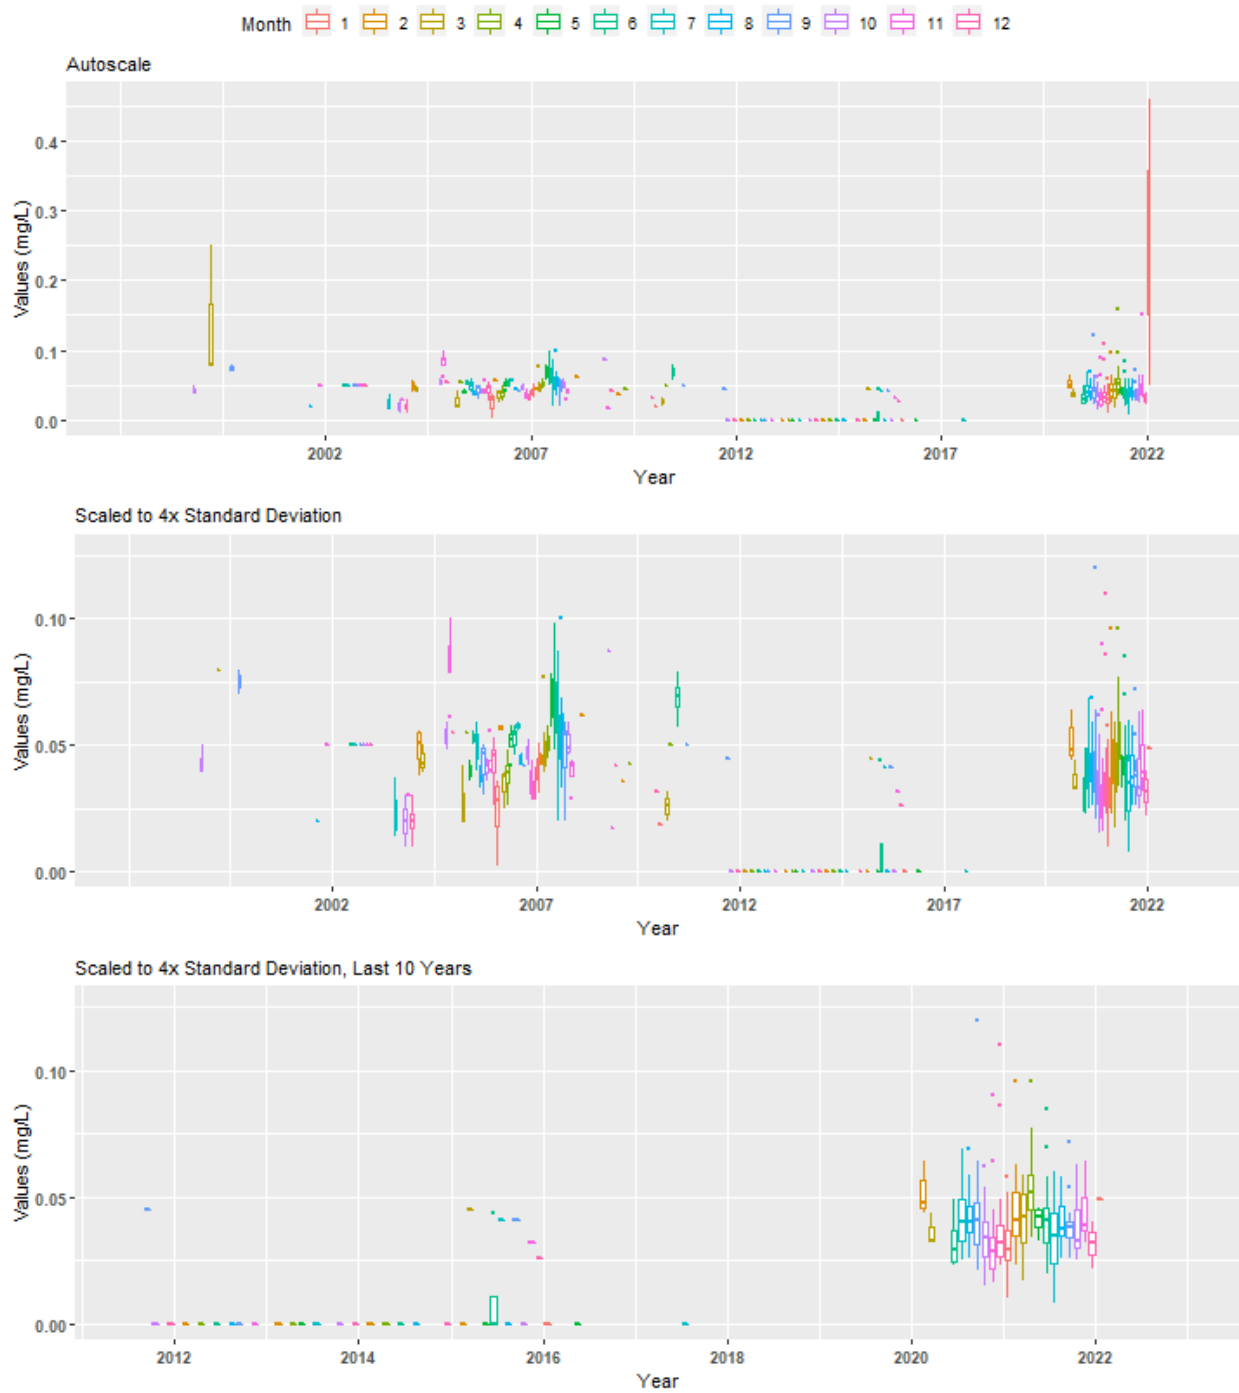 Month 1 2 3 4 5 6 7 8 9 10 11 12
Autoscale
0.4
0.3
0.2
0.1
0.0
Values (mg/L)
2002 2007 2012 2017 2022
Year
Scaled to 4x Standard Deviation
0.10
0.05
0.00
Values (mg/L)
2002 2007 2012 2017 2022
Year
Scaled to 4x Standard Deviation, Last 10 Years
0.10
0.05
0.00
Values (mg/L)
2012 2014 2016 2018 2020 2022
Year